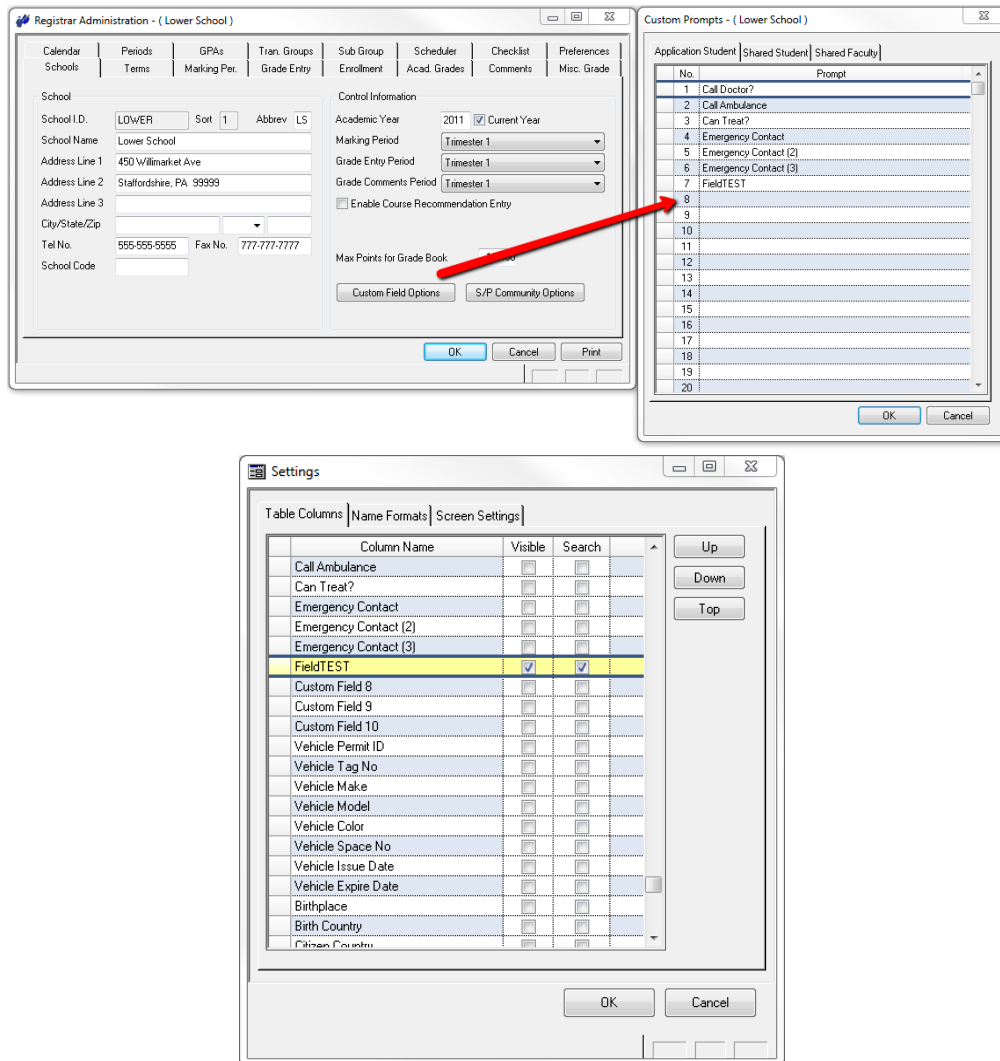 Registrar Administration - ( Lower School )
Calendar Periods GPAs Tran. Groups Sub Group Scheduler Checklist Preferences
Schools Terms Marking Per. Grade Entry Enrollment Acad. Grades Comments Misc. Grade
School
School I.D. LOWER Sort 1 Abbrev LS
School Name Lower School
Address Line 1 450 Willimarket Ave
Address Line 2 Staffordshire, PA 99999
Address Line 3
City/State/Zip
Tel No. 555-555-5555 Fax No. 777-777-7777
School Code
Control Information
Academic Year 2011 Current Year
Marking Period Trimester 1
Grade Entry Period Trimester 1
Grade Comments Period Trimester 1
Enable Course Recommendation Entry
Max Points for Grade Book
Custom Field Options S/P Community Options
OK Cancel Print
Custom Prompts - ( Lower School )
Application Student Shared Student Shared Faculty
No. Prompt
1 Call Doctor?
2 Call Ambulance
3 Can Treat?
4 Emergency Contact
5 Emergency Contact (2)
6 Emergency Contact (3)
7 FieldTEST
8
9
10
11
12
13
14
15
16
17
18
19
20
OK Cancel
Settings
Table Columns Name Formats Screen Settings
Column Name Visible Search
Call Ambulance
Can Treat?
Emergency Contact
Emergency Contact (2)
Emergency Contact (3)
FieldTEST
Custom Field 8
Custom Field 9
Custom Field 10
Vehicle Permit ID
Vehicle Tag No
Vehicle Make
Vehicle Model
Vehicle Color
Vehicle Space No
Vehicle Issue Date
Vehicle Expire Date
Birthplace
Birth Country
Citizen Country
Up
Down
Top
OK Cancel